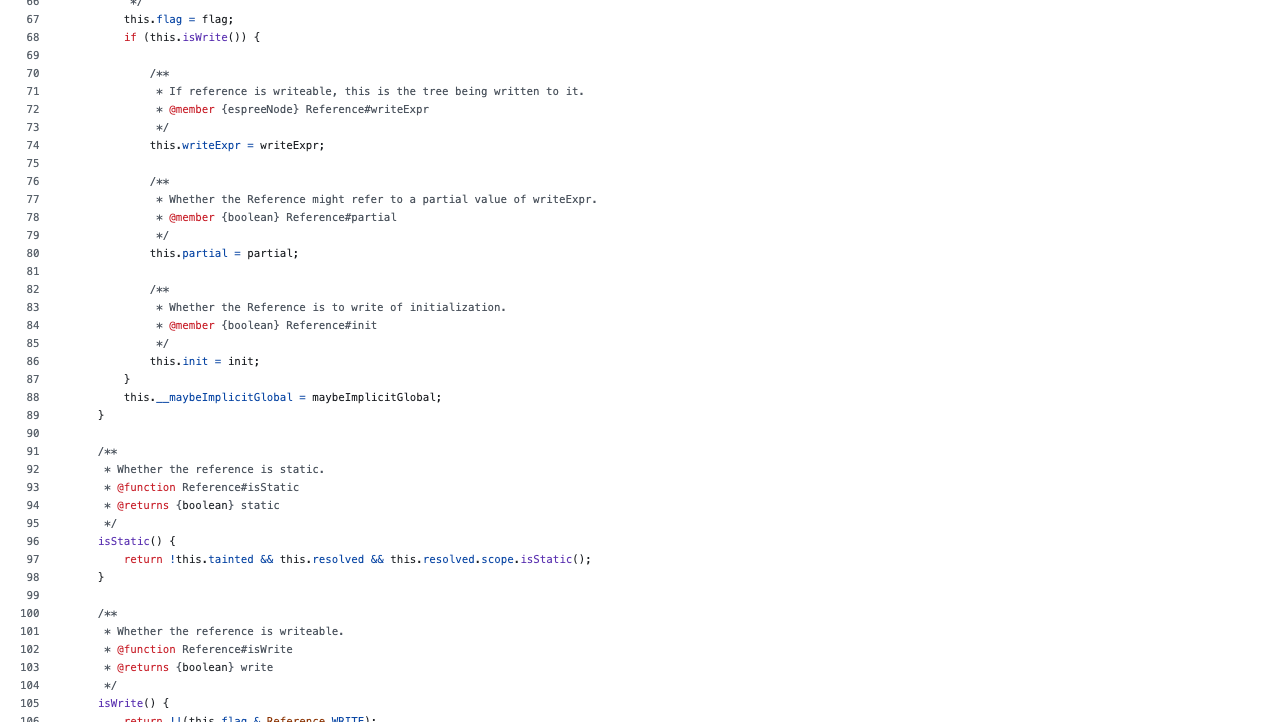 66 */
67 this.flag = flag;
68 if (this.isWrite()) {
69
70 /**
71 * If reference is writeable, this is the tree being written to it.
72 * @member {espreeNode} Reference#writeExpr
73 */
74 this.writeExpr = writeExpr;
75
76 /**
77 * Whether the Reference might refer to a partial value of writeExpr.
78 * @member {boolean} Reference#partial
79 */
80 this.partial = partial;
81
82 /**
83 * Whether the Reference is to write of initialization.
84 * @member {boolean} Reference#init
85 */
86 this.init = init;
87 }
88 this.__maybeImplicitGlobal = maybeImplicitGlobal;
89 }
90
91 /**
92 * Whether the reference is static.
93 * @function Reference#isStatic
94 * @returns {boolean} static
95 */
96 isStatic() {
97 return !this.tainted && this.resolved && this.resolved.scope.isStatic();
98 }
99
100 /**
101 * Whether the reference is writeable.
102 * @function Reference#isWrite
103 * @returns {boolean} write
104 */
105 isWrite() {
106 return !!(this.flag & Reference.WRITE);